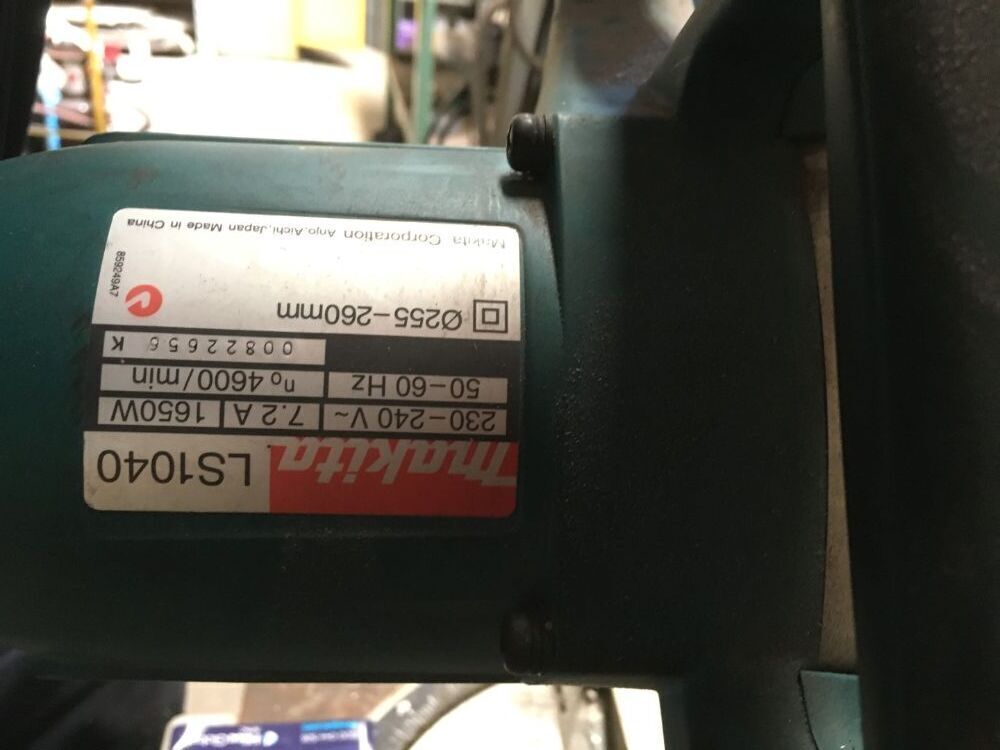 makita LS1040
230-240 V~ 7.2 A 1650W
50-60 Hz n₀ 4600/min
0082656 K
Ø255-260mm
859249A7
Makita Corporation Anjo, Aichi, Japan Made in China